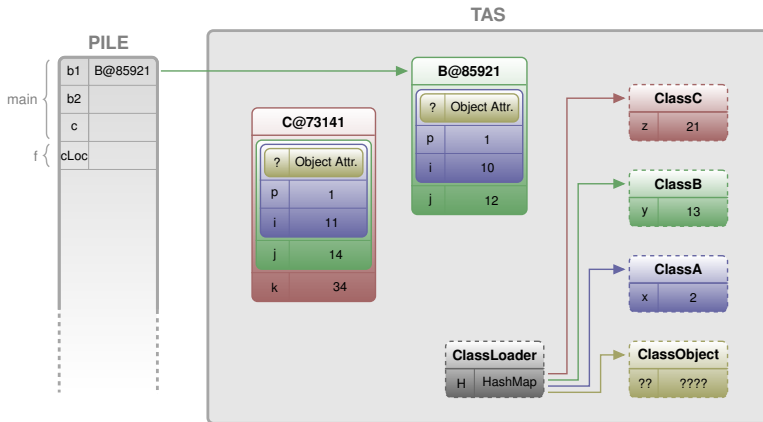 TAS
PILE
main
b1 B@85921
b2
c
f
cLoc
C@73141
? Object Attr.
p 1
i 11
j 14
k 34
B@85921
? Object Attr.
p 1
i 10
j 12
ClassC
z 21
ClassB
y 13
ClassA
x 2
ClassLoader
H HashMap
ClassObject
?? ????